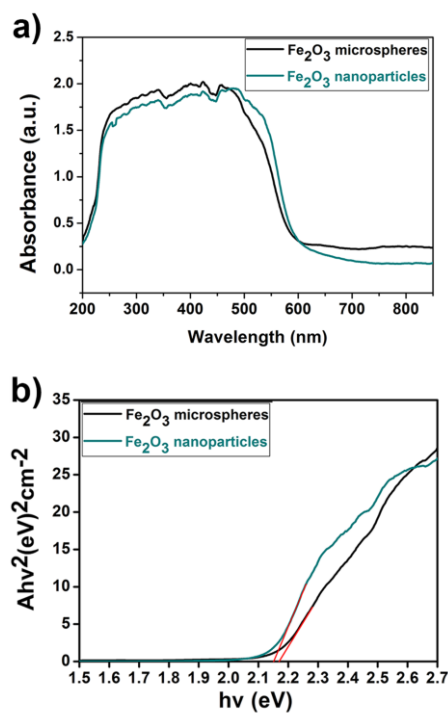 a)
Fe₂O₃ microspheres
Fe₂O₃ nanoparticles
2.5
2.0
1.5
1.0
0.5
0.0
Absorbance (a.u.)
200 300 400 500 600 700 800
Wavelength (nm)
b)
Fe₂O₃ microspheres
Fe₂O₃ nanoparticles
35
30
25
20
15
10
5
0
Ahv²(eV)²cm-2
1.5 1.6 1.7 1.8 1.9 2.0 2.1 2.2 2.3 2.4 2.5 2.6 2.7
hv (eV)